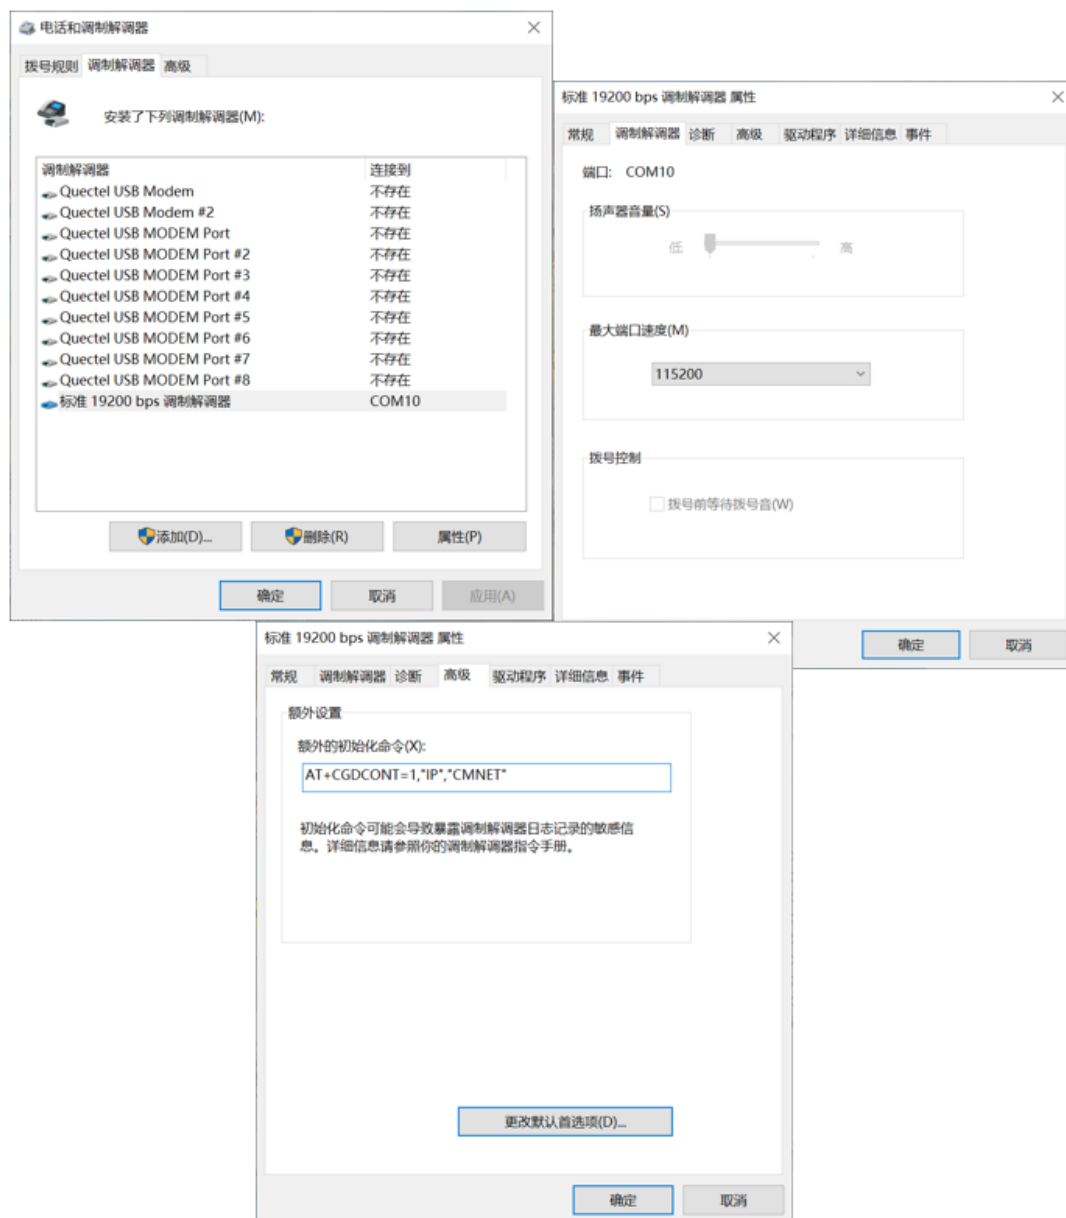 电话和调制解调器
拨号规则 调制解调器 高级
安装了下列调制解调器(M):
调制解调器 连接到
Quectel USB Modem 不存在
Quectel USB Modem #2 不存在
Quectel USB MODEM Port 不存在
Quectel USB MODEM Port #2 不存在
Quectel USB MODEM Port #3 不存在
Quectel USB MODEM Port #4 不存在
Quectel USB MODEM Port #5 不存在
Quectel USB MODEM Port #6 不存在
Quectel USB MODEM Port #7 不存在
Quectel USB MODEM Port #8 不存在
标准 19200 bps 调制解调器 COM10
添加(D)... 删除(R) 属性(P)
确定 取消 应用(A)
标准 19200 bps 调制解调器 属性
常规 调制解调器 诊断 高级 驱动程序 详细信息 事件
端口: COM10
扬声器音量(S)
低 高
最大端口速度(M)
115200
拨号控制
拨号前等待拨号音(W)
确定 取消
标准 19200 bps 调制解调器 属性
常规 调制解调器 诊断 高级 驱动程序 详细信息 事件
额外设置
额外的初始化命令(X):
AT+CGDCONT=1,"IP","CMNET"
初始化命令可能会导致暴露调制解调器日志记录的敏感信
息。详细信息请参照你的调制解调器指令手册。
更改默认首选项(D)...
确定 取消